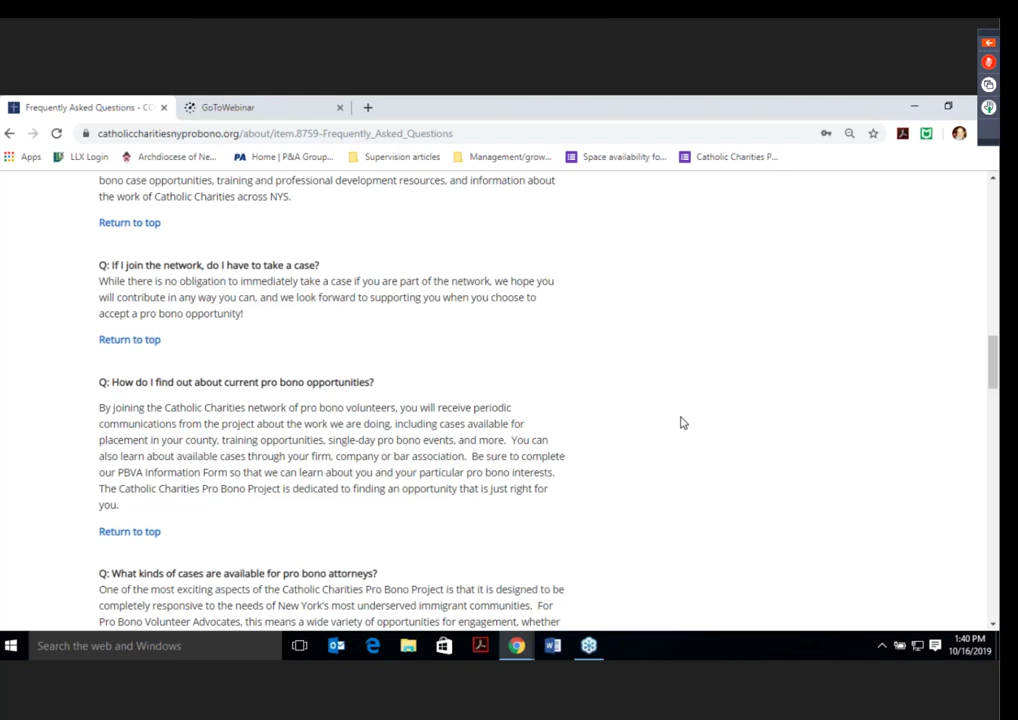 Frequently Asked Questions - CC
GoToWebinar
catholiccharitiesnyprobono.org/about/item.8759-Frequently_Asked_Questions
Apps LLX Login Archdiocese of Ne... PA Home | P&A Group... Supervision articles Management/grow... Space availability fo... Catholic Charities P...
bono case opportunities, training and professional development resources, and information about
the work of Catholic Charities across NYS.
Return to top
Q: If I join the network, do I have to take a case?
While there is no obligation to immediately take a case if you are part of the network, we hope you
will contribute in any way you can, and we look forward to supporting you when you choose to
accept a pro bono opportunity!
Return to top
Q: How do I find out about current pro bono opportunities?
By joining the Catholic Charities network of pro bono volunteers, you will receive periodic
communications from the project about the work we are doing, including cases available for
placement in your county, training opportunities, single-day pro bono events, and more. You can
also learn about available cases through your firm, company or bar association. Be sure to complete
our PBVA Information Form so that we can learn about you and your particular pro bono interests.
The Catholic Charities Pro Bono Project is dedicated to finding an opportunity that is just right for
you.
Return to top
Q: What kinds of cases are available for pro bono attorneys?
One of the most exciting aspects of the Catholic Charities Pro Bono Project is that it is designed to be
completely responsive to the needs of New York's most underserved immigrant communities. For
Pro Bono Volunteer Advocates, this means a wide variety of opportunities for engagement, whether
Search the web and Windows
1:40 PM
10/16/2019